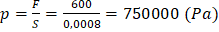 p = F/S = 600/0,0008 = 750000 (Pa)